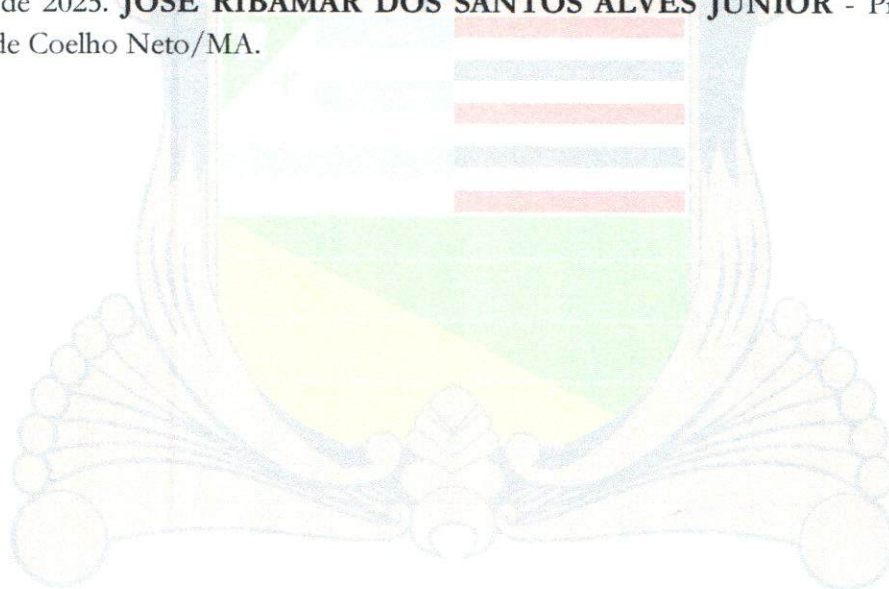 de 2025. JOSÉ RIBAMAR DOS SANTOS ALVES JÚNIOR -
de Coelho Neto/MA.